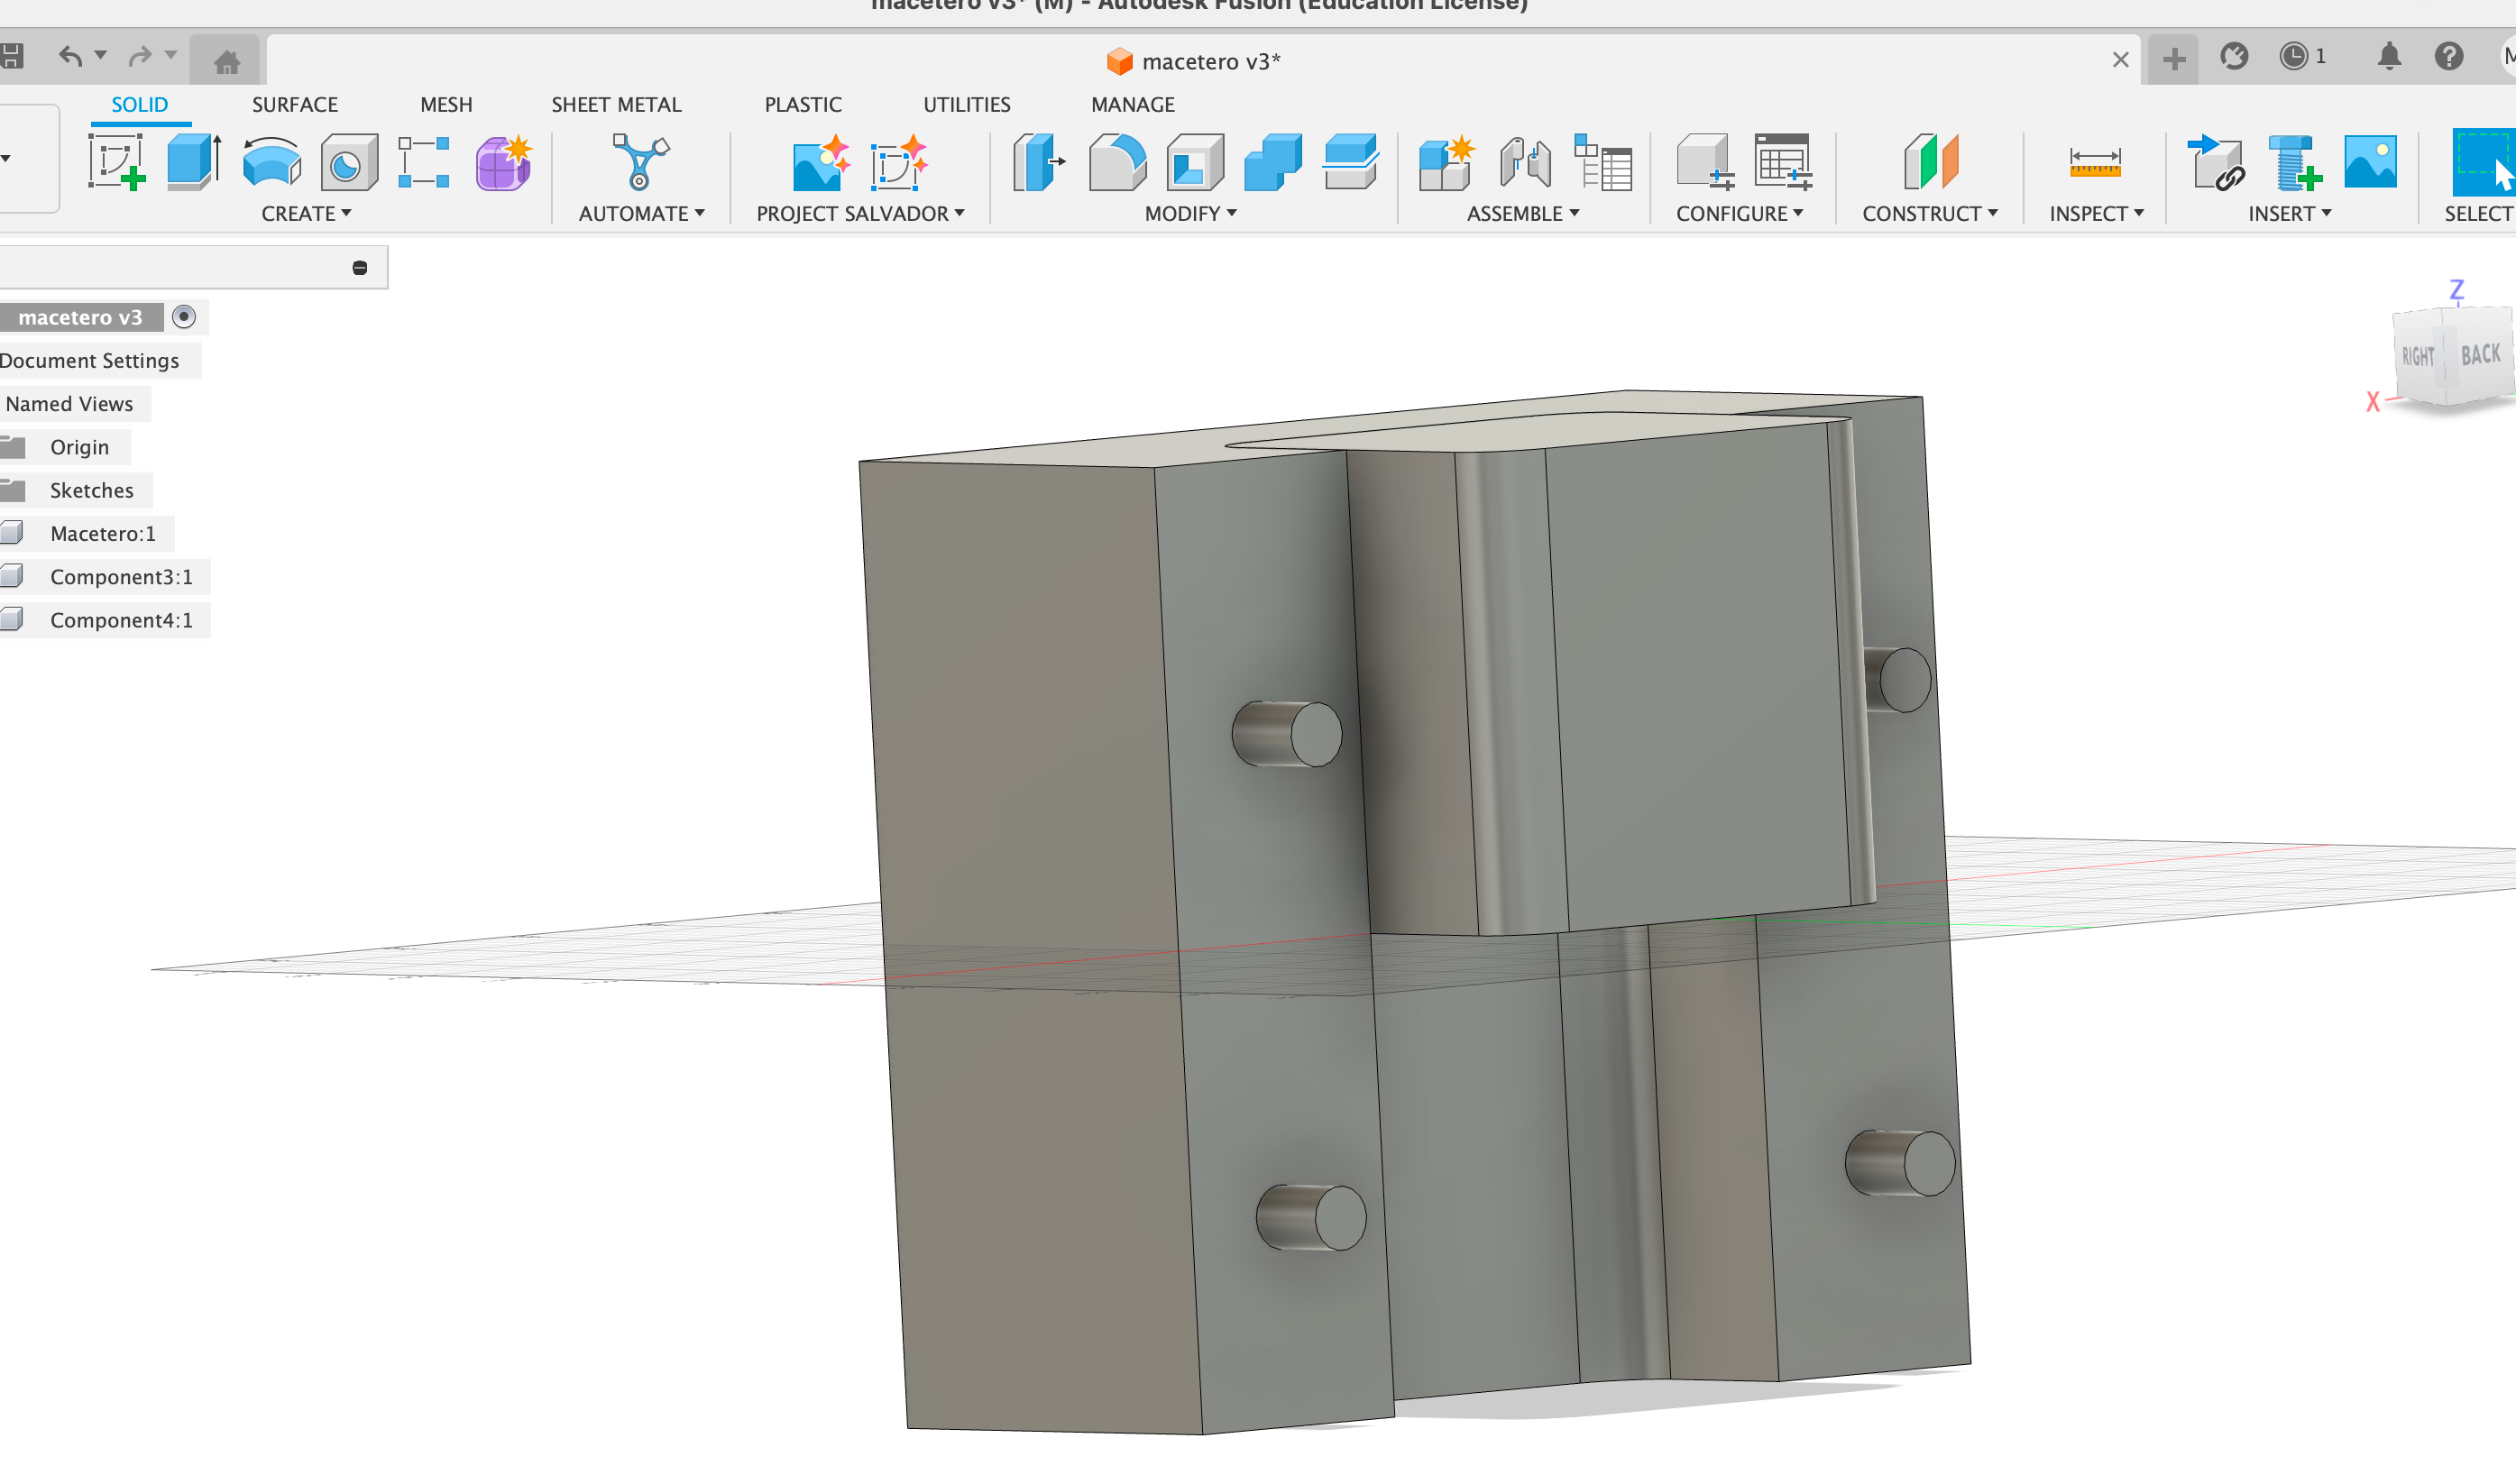 macetero v3* (M) - Autodesk Fusion (Education License)
macetero v3*
1
SOLID SURFACE MESH SHEET METAL PLASTIC UTILITIES MANAGE
CREATE AUTOMATE PROJECT SALVADOR MODIFY ASSEMBLE CONFIGURE CONSTRUCT INSPECT INSERT SELECT
macetero v3
Document Settings
Named Views
Origin
Sketches
Macetero:1
Component3:1
Component4:1
Z
RIGHT BACK
X